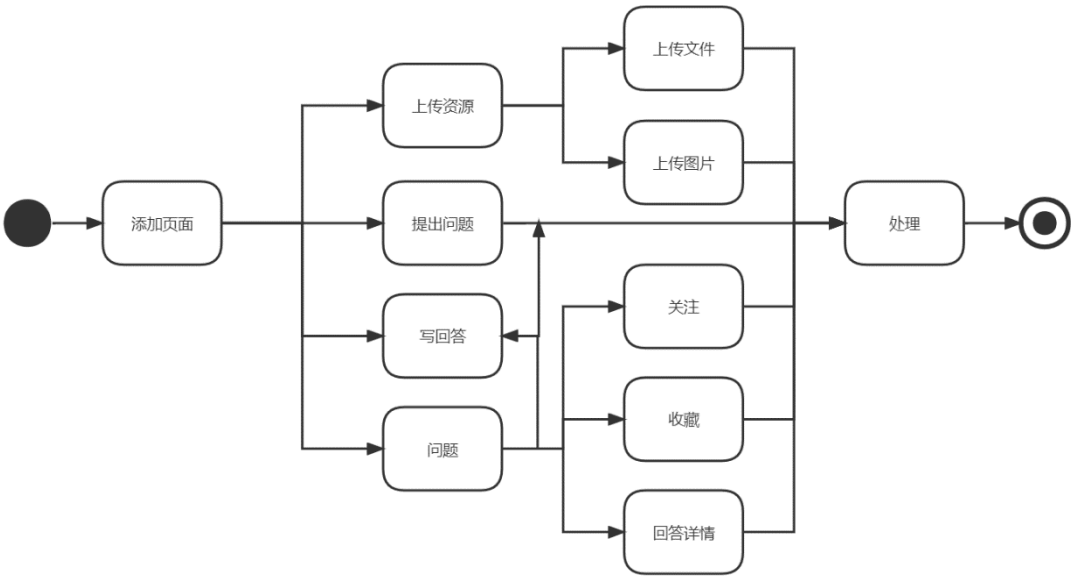 上传文件
上传资源
上传图片
添加页面
提出问题
处理
关注
写回答
收藏
问题
回答详情